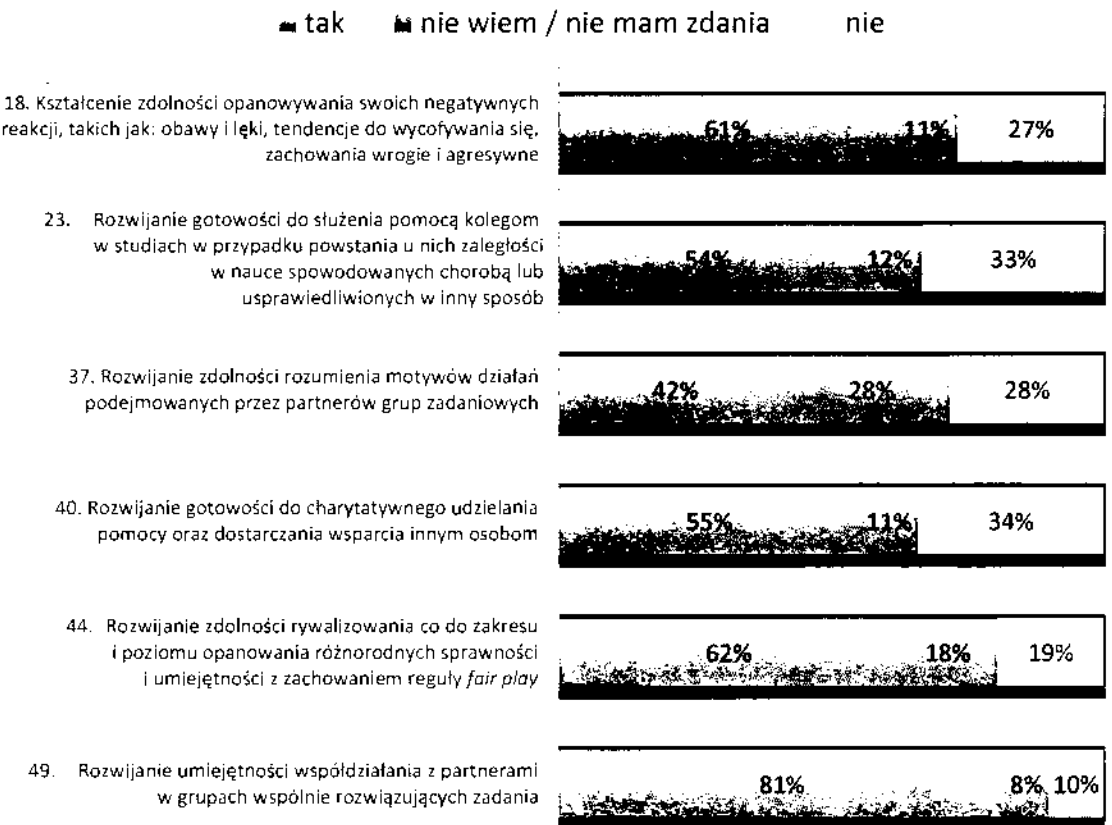 tak nie wiem / nie mam zdania nie
18. Kształcenie zdolności opanowywania swoich negatywnych
reakcji, takich jak: obawy i lęki, tendencje do wycofywania się,
zachowania wrogie i agresywne
61% 11% 27%
23. Rozwijanie gotowości do służenia pomocą kolegom
w studiach w przypadku powstania u nich zaległości
w nauce spowodowanych chorobą lub
usprawiedliwionych w inny sposób
54% 12% 33%
37. Rozwijanie zdolności rozumienia motywów działań
podejmowanych przez partnerów grup zadaniowych
42% 28% 28%
40. Rozwijanie gotowości do charytatywnego udzielania
pomocy oraz dostarczania wsparcia innym osobom
55% 11% 34%
44. Rozwijanie zdolności rywalizowania co do zakresu
i poziomu opanowania różnorodnych sprawności
i umiejętności z zachowaniem reguły fair play
62% 18% 19%
49. Rozwijanie umiejętności współdziałania z partnerami
w grupach wspólnie rozwiązujących zadania
81% 8% 10%